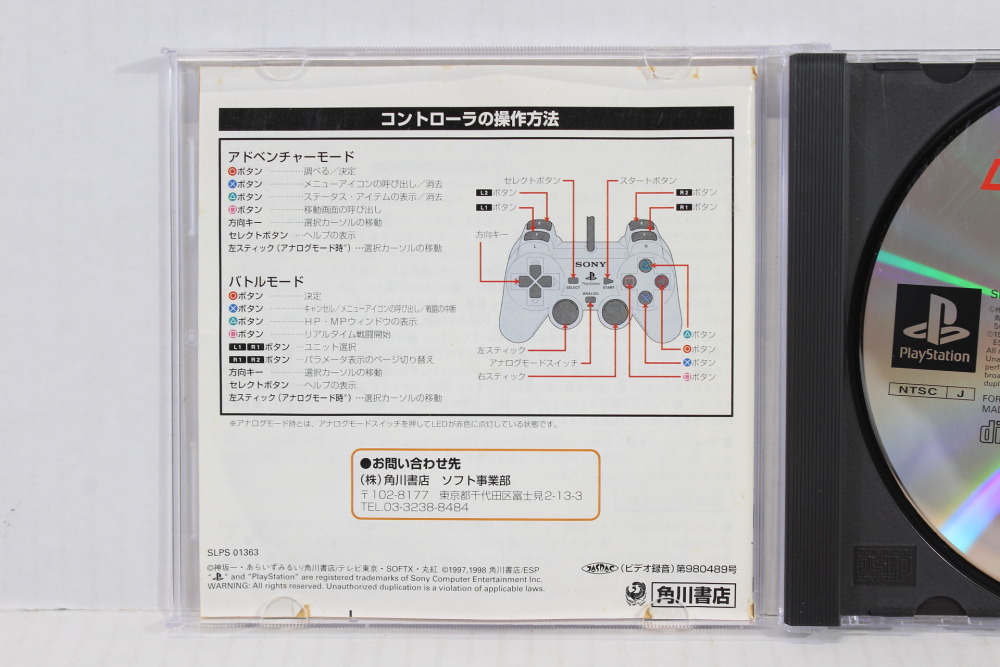 コントローラの操作方法
アドベンチャーモード
○ボタン …………調べる／決定
×ボタン …………メニューアイコンの呼び出し／消去
△ボタン …………ステータス・アイテムの表示／消去
□ボタン …………移動画面の呼び出し
方向キー …………選択カーソルの移動
セレクトボタン …ヘルプの表示
左スティック（アナログモード時*）…選択カーソルの移動
バトルモード
○ボタン …………決定
×ボタン …………キャンセル／メニューアイコンの呼び出し／戦闘の中断
△ボタン …………ＨＰ・ＭＰウィンドウの表示
□ボタン …………リアルタイム戦闘開始
L1 R1 ボタン …ユニット選択
R1 R2 ボタン …パラメータ表示のページ切り替え
方向キー …………選択カーソルの移動
セレクトボタン …ヘルプの表示
左スティック（アナログモード時*）…選択カーソルの移動
セレクトボタン
スタートボタン
L2 ボタン
R2 ボタン
L1 ボタン
R1 ボタン
方向キー
L
R
SONY
PlayStation
SELECT
START
ANALOG
△ボタン
左スティック
○ボタン
アナログモードスイッチ
×ボタン
右スティック
□ボタン
※アナログモード時とは、アナログモードスイッチを押してLEDが赤色に点灯している状態です。
●お問い合わせ先
（株）角川書店 ソフト事業部
〒102-8177 東京都千代田区富士見2-13-3
TEL.03-3238-8484
SLPS 01363
©神坂一・あらいずみるい/角川書店/テレビ東京・SOFTX・丸紅 ©1997,1998 角川書店/ESP
" " and "PlayStation" are registered trademarks of Sony Computer Entertainment Inc.
WARNING: All rights reserved. Unauthorized duplication is a violation of applicable laws.
JASRAC （ビデオ録音）第980489号
角川書店
PlayStation
NTSC J